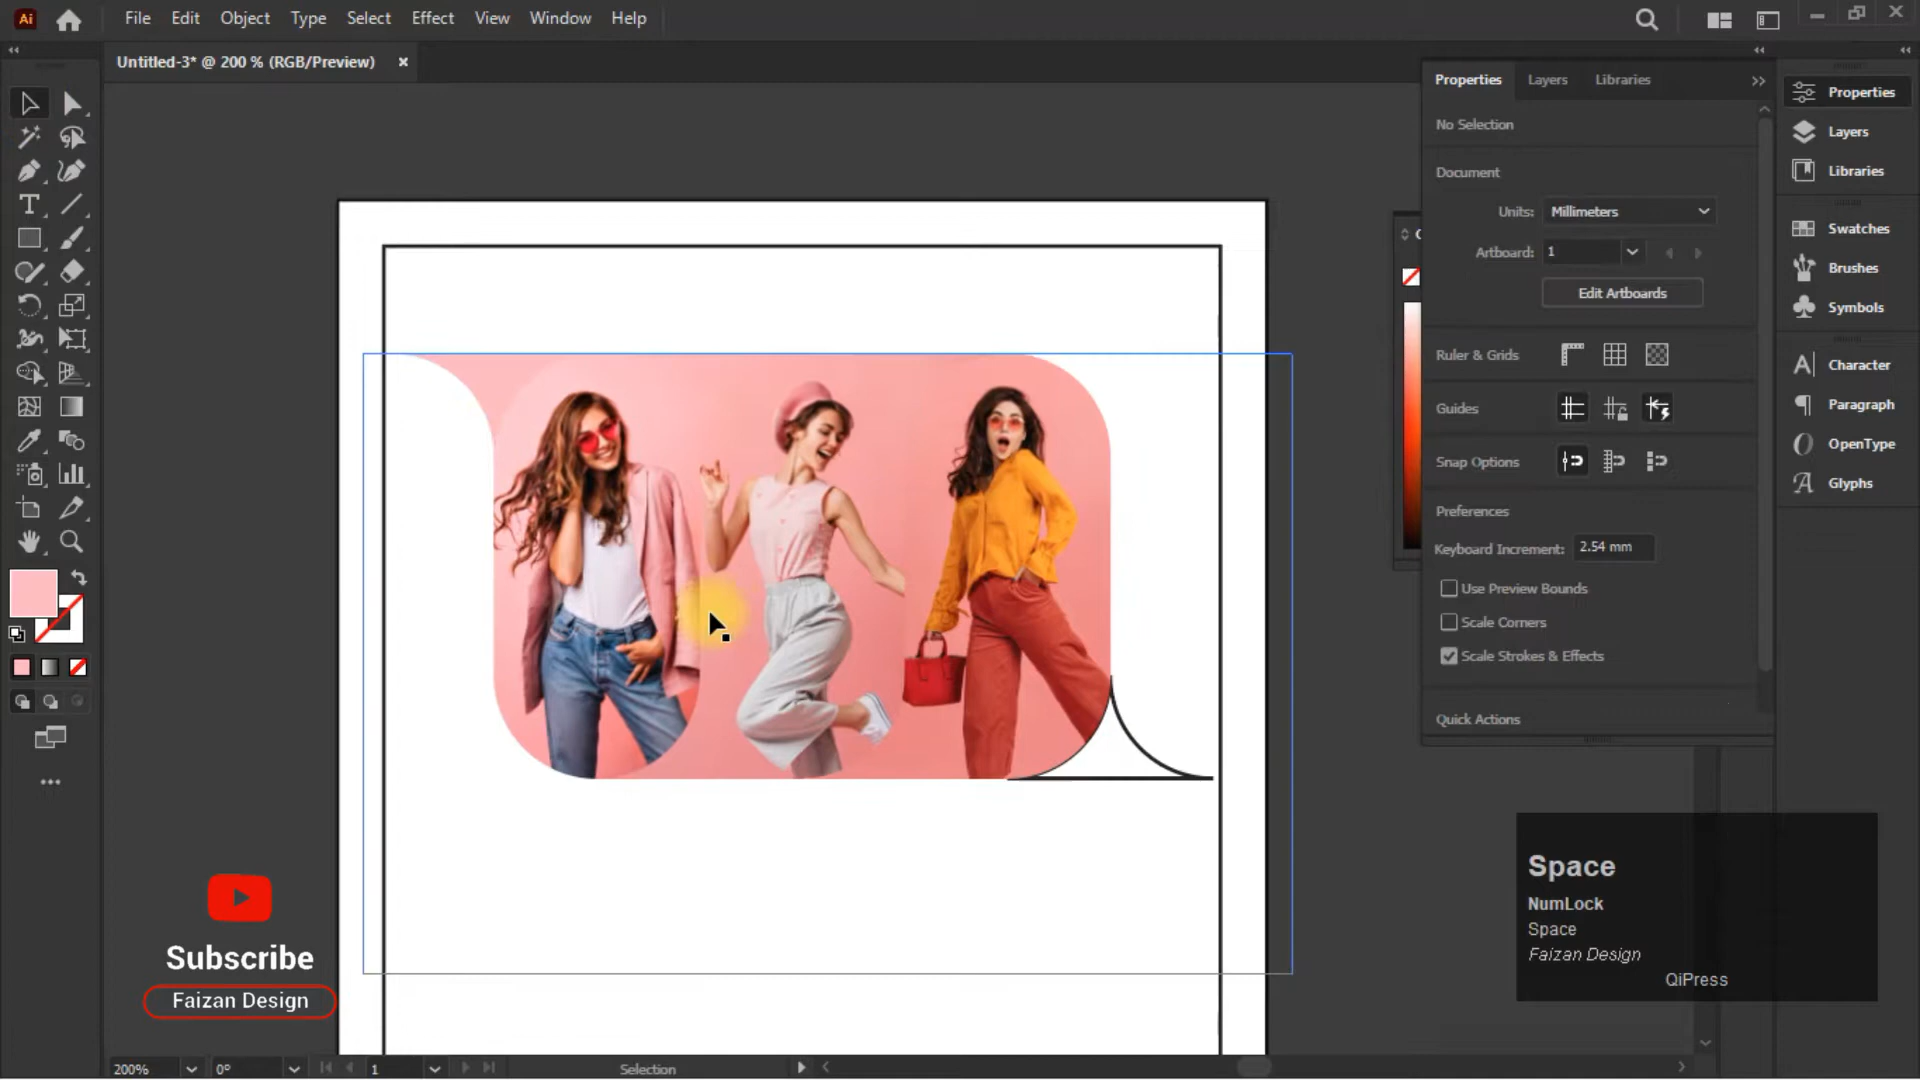 Ai
File Edit Object Type Select Effect View Window Help
Untitled-3* @ 200 % (RGB/Preview) ×
Properties Layers Libraries
No Selection
Document
Units: Millimeters
Artboard: 1
Edit Artboards
Ruler & Grids
Guides
Snap Options
Preferences
Keyboard Increment: 2.54 mm
Use Preview Bounds
Scale Corners
Scale Strokes & Effects
Quick Actions
Properties
Layers
Libraries
Swatches
Brushes
Symbols
Character
Paragraph
OpenType
Glyphs
Subscribe
Faizan Design
Space
NumLock
Space
Faizan Design
QiPress
200% 0° 1 Selection